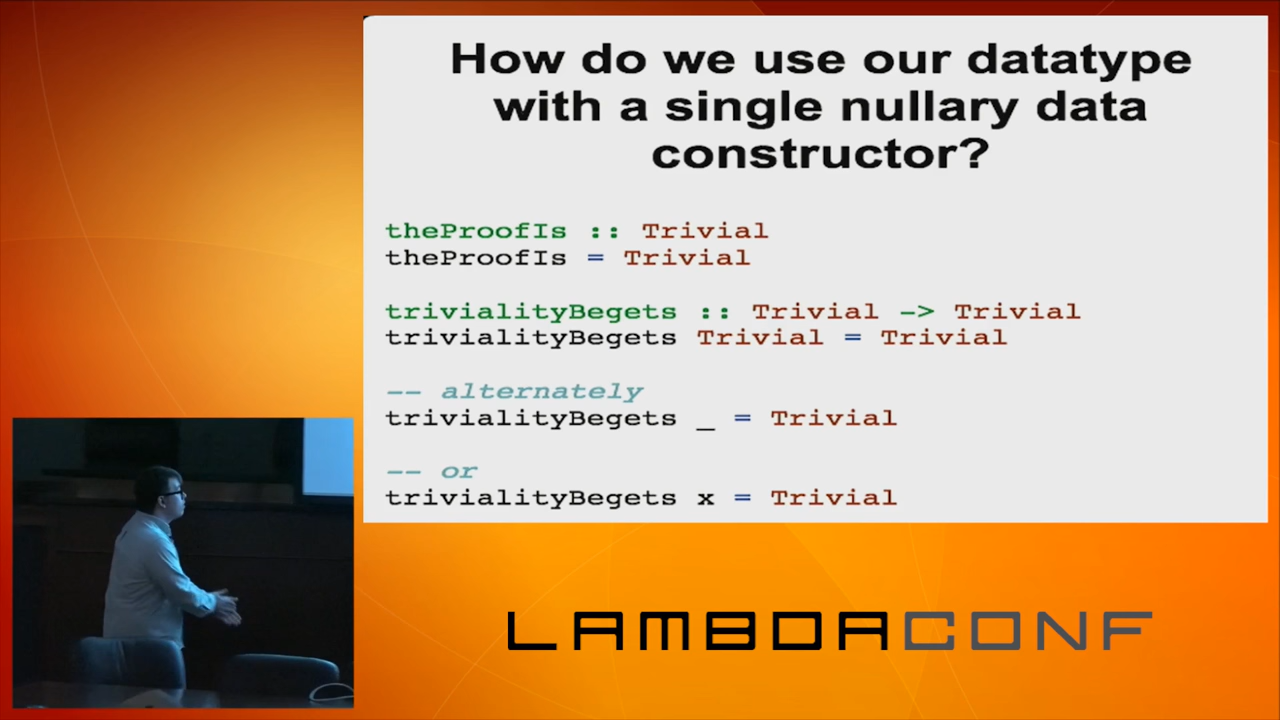 How do we use our datatype
with a single nullary data
constructor?
theProofIs :: Trivial
theProofIs = Trivial
trivialityBegets :: Trivial -> Trivial
trivialityBegets Trivial = Trivial
-- alternately
trivialityBegets _ = Trivial
-- or
trivialityBegets x = Trivial
LAMBDACONF